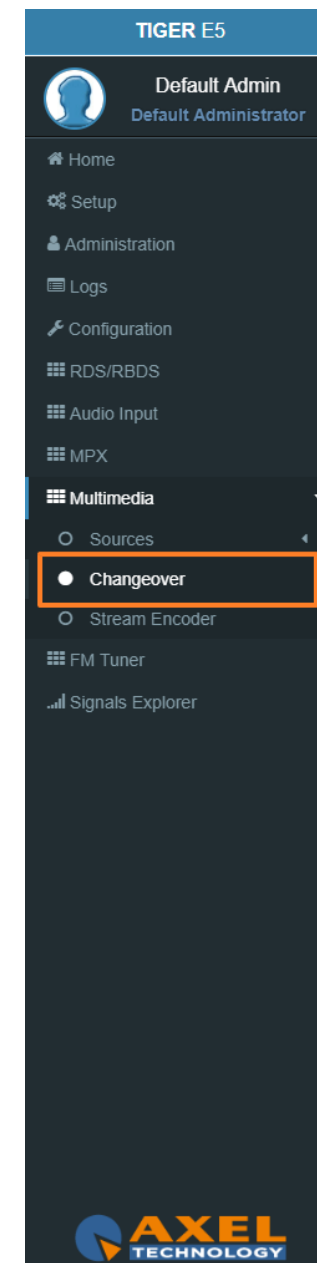 TIGER E5
Default Admin
Default Administrator
Home
Setup
Administration
Logs
Configuration
RDS/RBDS
Audio Input
MPX
Multimedia
Sources
Changeover
Stream Encoder
FM Tuner
Signals Explorer
AXEL
TECHNOLOGY